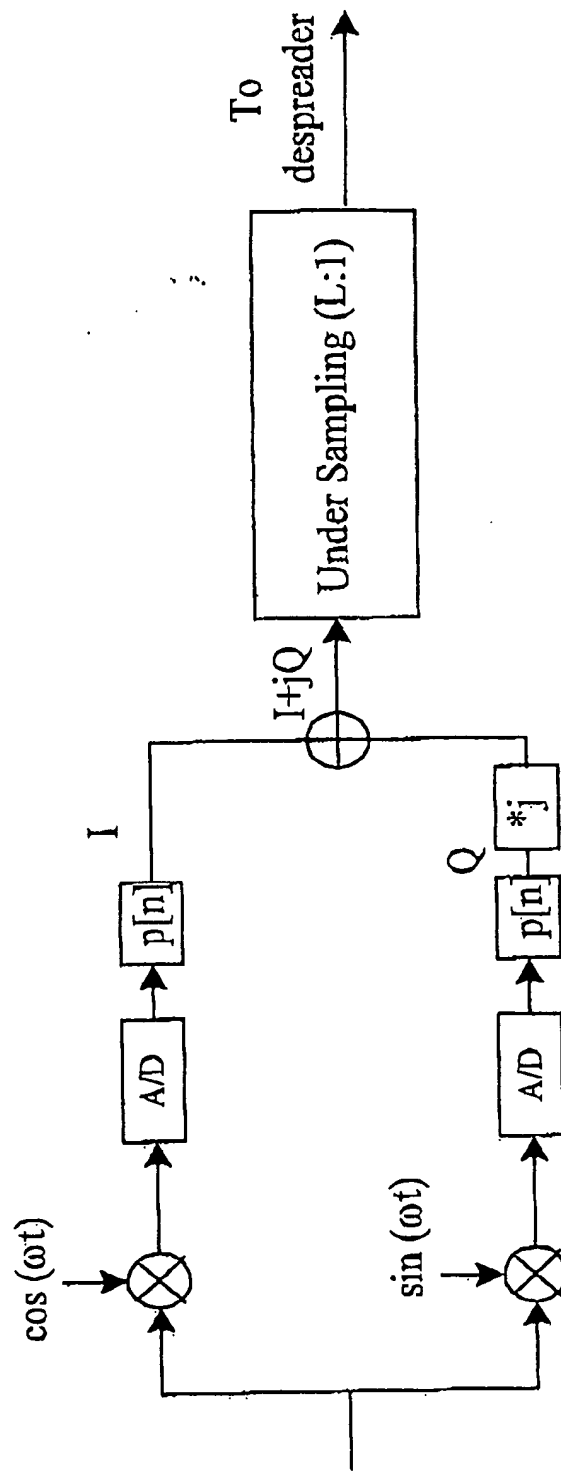 cos (ωt)
A/D
p[n]
I
sin (ωt)
A/D
p[n]
Q
*j
I+jQ
Under Sampling (L:1)
To
despreader